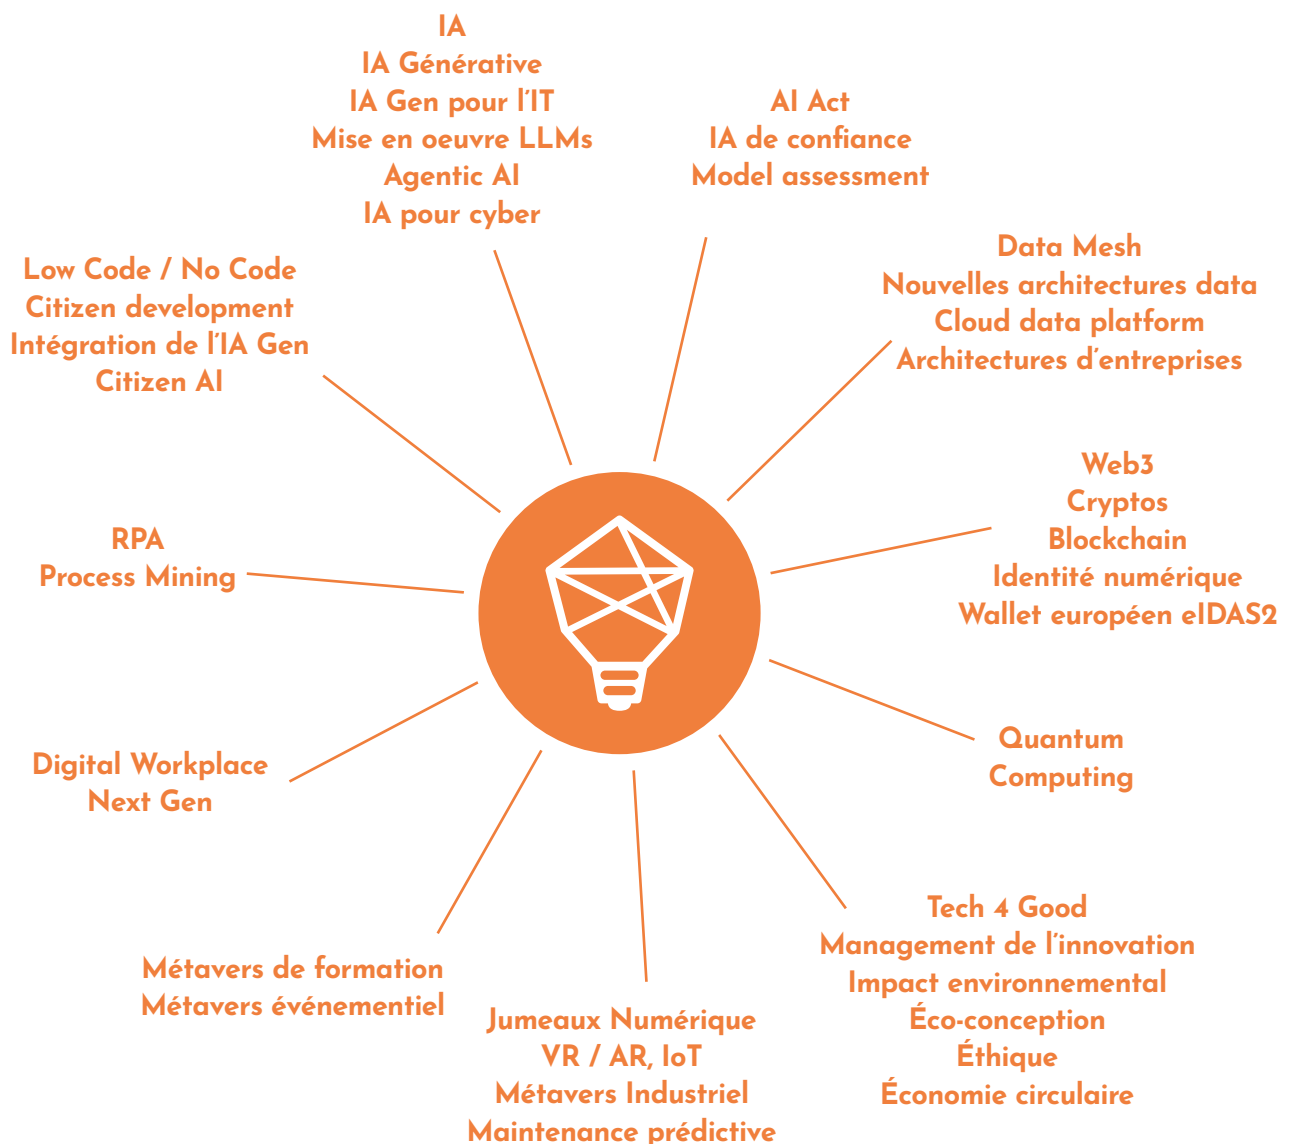 IA
IA Générative
IA Gen pour l'IT
Mise en oeuvre LLMs
Agentic AI
IA pour cyber
AI Act
IA de confiance
Model assessment
Data Mesh
Nouvelles architectures data
Cloud data platform
Architectures d'entreprises
Web3
Cryptos
Blockchain
Identité numérique
Wallet européen eIDAS2
Quantum
Computing
Tech 4 Good
Management de l'innovation
Impact environnemental
Éco-conception
Éthique
Économie circulaire
Jumeaux Numérique
VR / AR, IoT
Métavers Industriel
Maintenance prédictive
Métavers de formation
Métavers événementiel
Digital Workplace
Next Gen
RPA
Process Mining
Low Code / No Code
Citizen development
Intégration de l'IA Gen
Citizen AI